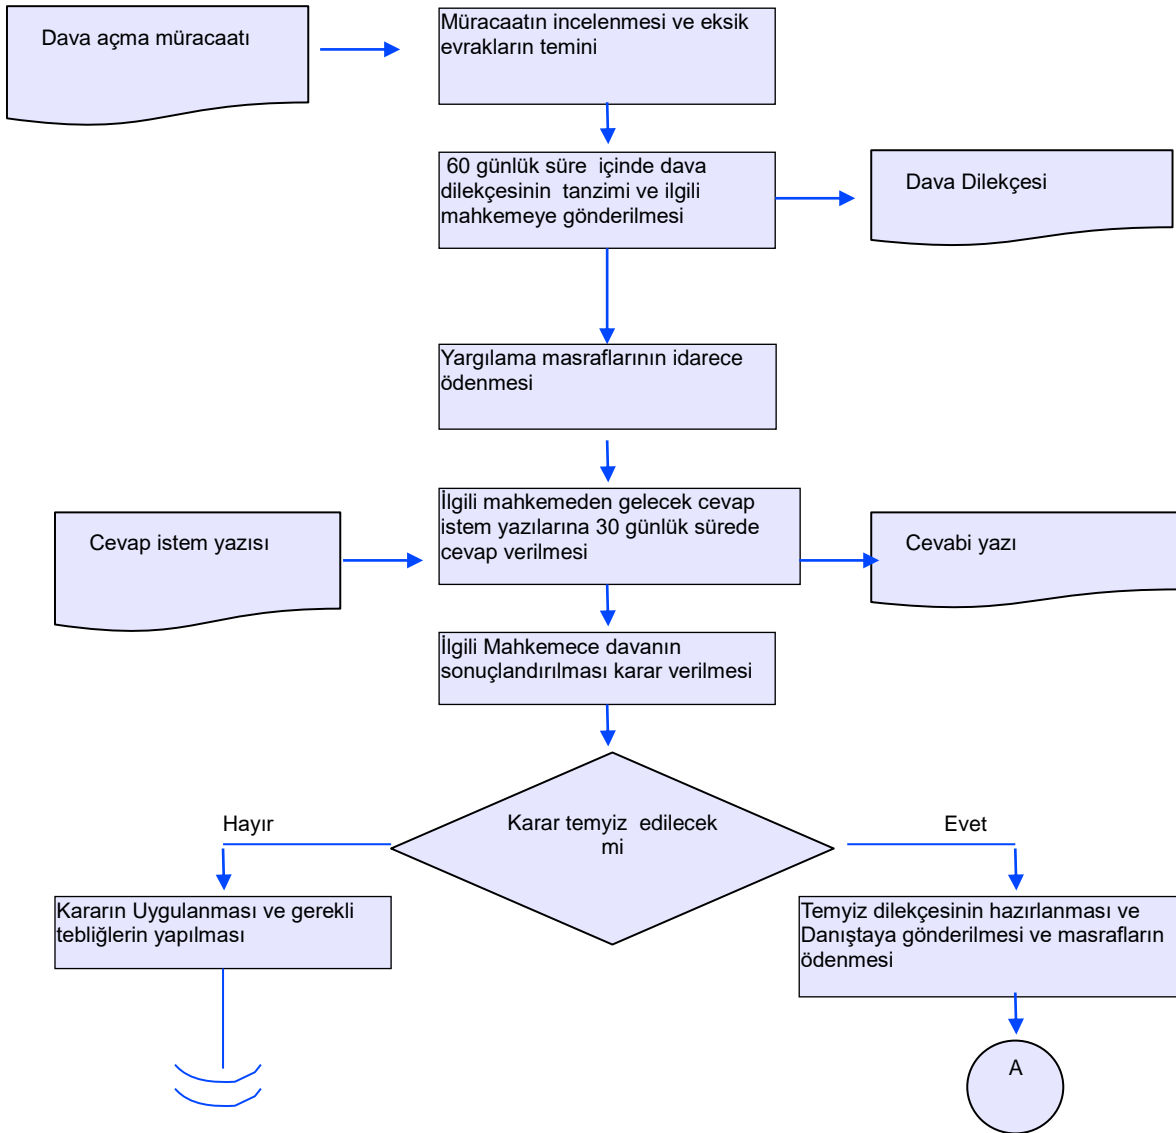 Dava açma müracaatı
Müracaatın incelenmesi ve eksik
evrakların temini
60 günlük süre içinde dava
dilekçesinin tanzimi ve ilgili
mahkemeye gönderilmesi
Dava Dilekçesi
Yargılama masraflarının idarece
ödenmesi
Cevap istem yazısı
İlgili mahkemeden gelecek cevap
istem yazılarına 30 günlük sürede
cevap verilmesi
Cevabi yazı
İlgili Mahkemece davanın
sonuçlandırılması karar verilmesi
Karar temyiz edilecek
mi
Hayır
Evet
Kararın Uygulanması ve gerekli
tebliğlerin yapılması
Temyiz dilekçesinin hazırlanması ve
Danıştaya gönderilmesi ve masrafların
ödenmesi
A